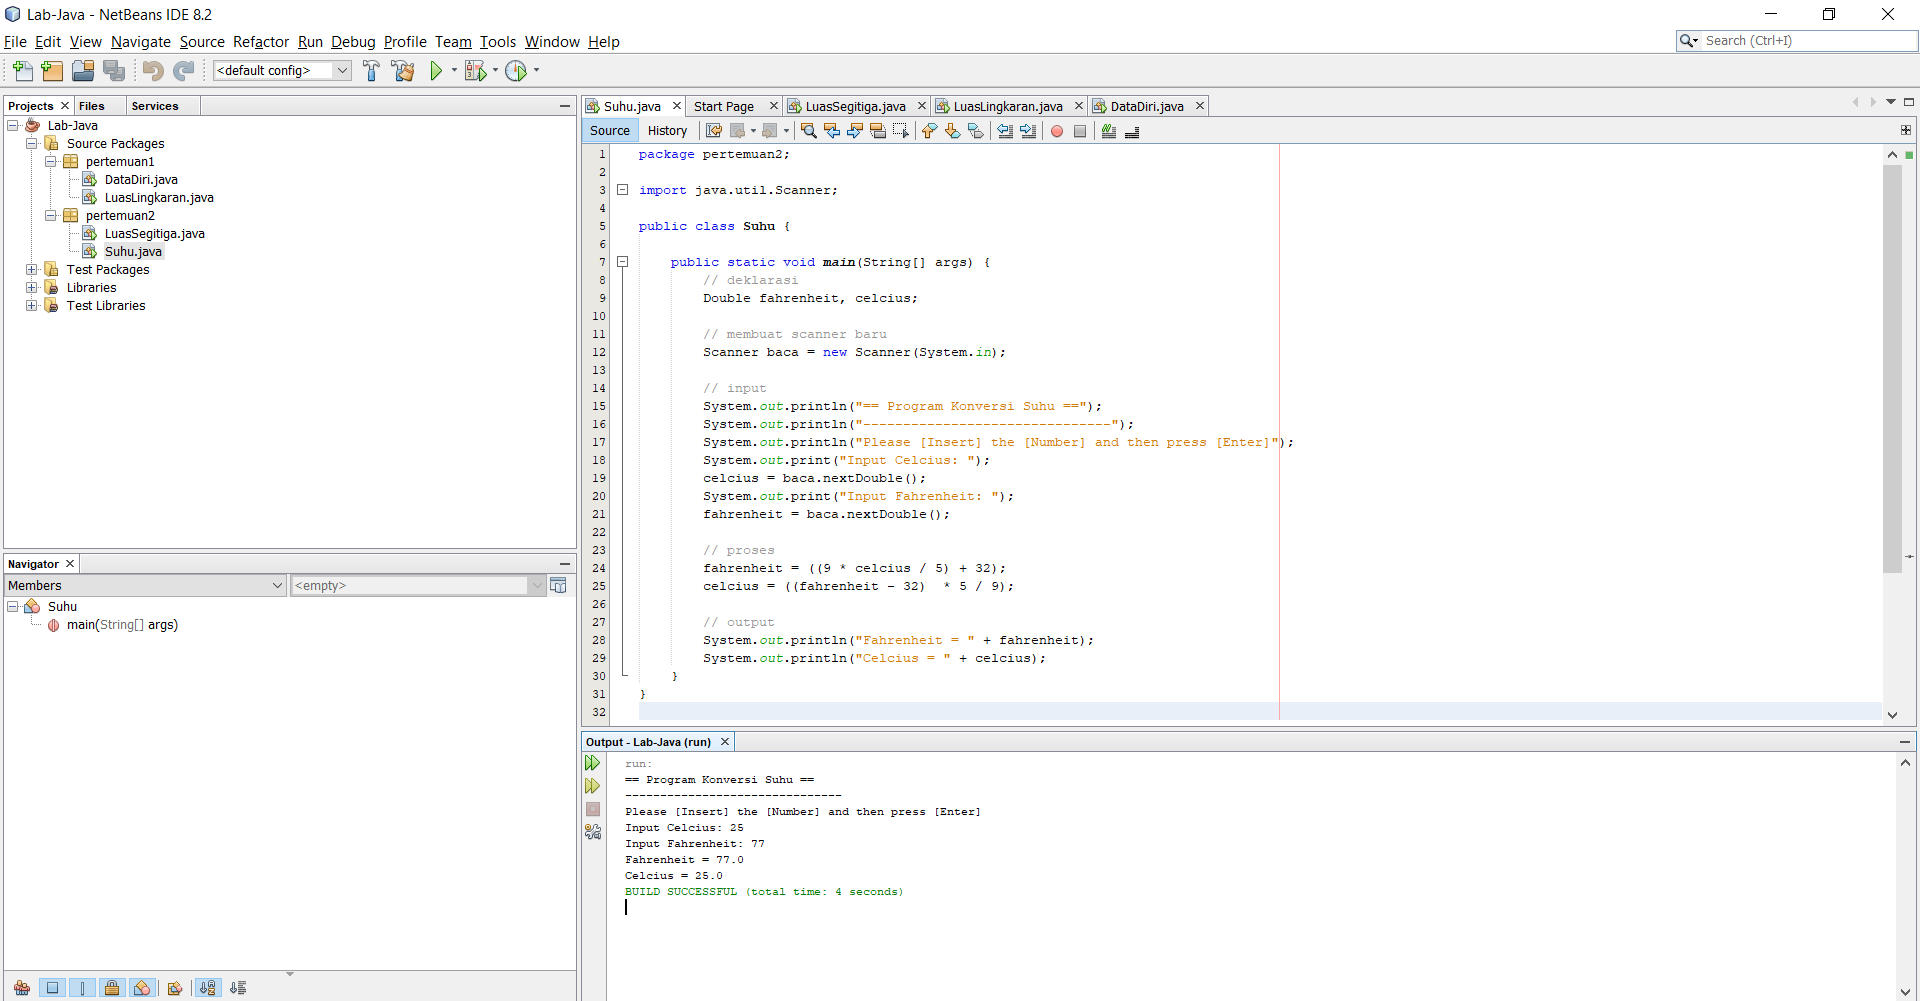 Lab-Java - NetBeans IDE 8.2
File Edit View Navigate Source Refactor Run Debug Profile Team Tools Window Help
Search (Ctrl+I)
<default config>
Projects Files Services
Lab-Java
Source Packages
pertemuan1
DataDiri.java
LuasLingkaran.java
pertemuan2
LuasSegitiga.java
Suhu.java
Test Packages
Libraries
Test Libraries
Navigator
Members <empty>
Suhu
main(String[] args)
Suhu.java Start Page LuasSegitiga.java LuasLingkaran.java DataDiri.java
Source History
1 package pertemuan2;
2
3 import java.util.Scanner;
4
5 public class Suhu {
6
7 public static void main(String[] args) {
8 // deklarasi
9 Double fahrenheit, celcius;
10
11 // membuat scanner baru
12 Scanner baca = new Scanner(System.in);
13
14 // input
15 System.out.println("== Program Konversi Suhu ==");
16 System.out.println("-------------------------------");
17 System.out.println("Please [Insert] the [Number] and then press [Enter]");
18 System.out.print("Input Celcius: ");
19 celcius = baca.nextDouble();
20 System.out.print("Input Fahrenheit: ");
21 fahrenheit = baca.nextDouble();
22
23 // proses
24 fahrenheit = ((9 * celcius / 5) + 32);
25 celcius = ((fahrenheit - 32)  * 5 / 9);
26
27 // output
28 System.out.println("Fahrenheit = " + fahrenheit);
29 System.out.println("Celcius = " + celcius);
30 }
31 }
32
Output - Lab-Java (run)
run:
== Program Konversi Suhu ==
-------------------------------
Please [Insert] the [Number] and then press [Enter]
Input Celcius: 25
Input Fahrenheit: 77
Fahrenheit = 77.0
Celcius = 25.0
BUILD SUCCESSFUL (total time: 4 seconds)